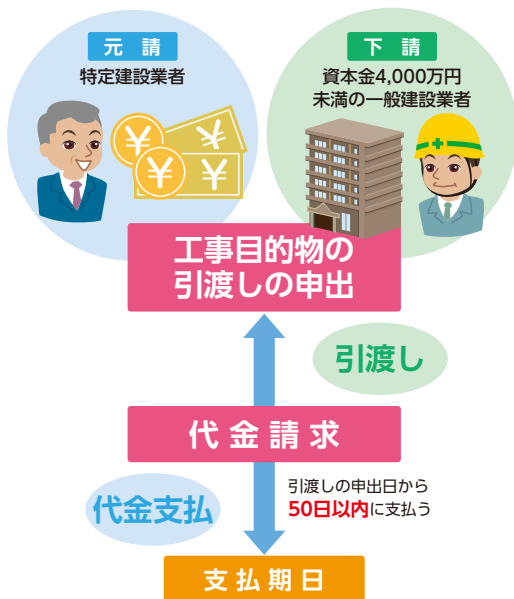 元 請
特定建設業者
下 請
資本金4,000万円
未満の一般建設業者
¥
¥
¥
¥
工事目的物の
引渡しの申出
引渡し
代金請求
代金支払
引渡しの申出日から
50日以内に支払う
支払期日